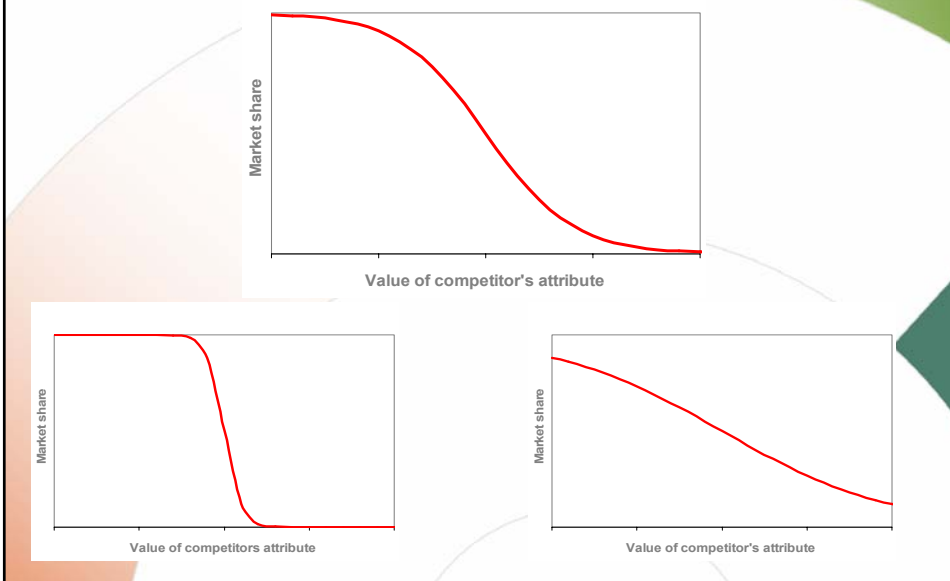 Market share
Value of competitor's attribute
Market share
Value of competitors attribute
Market share
Value of competitor's attribute